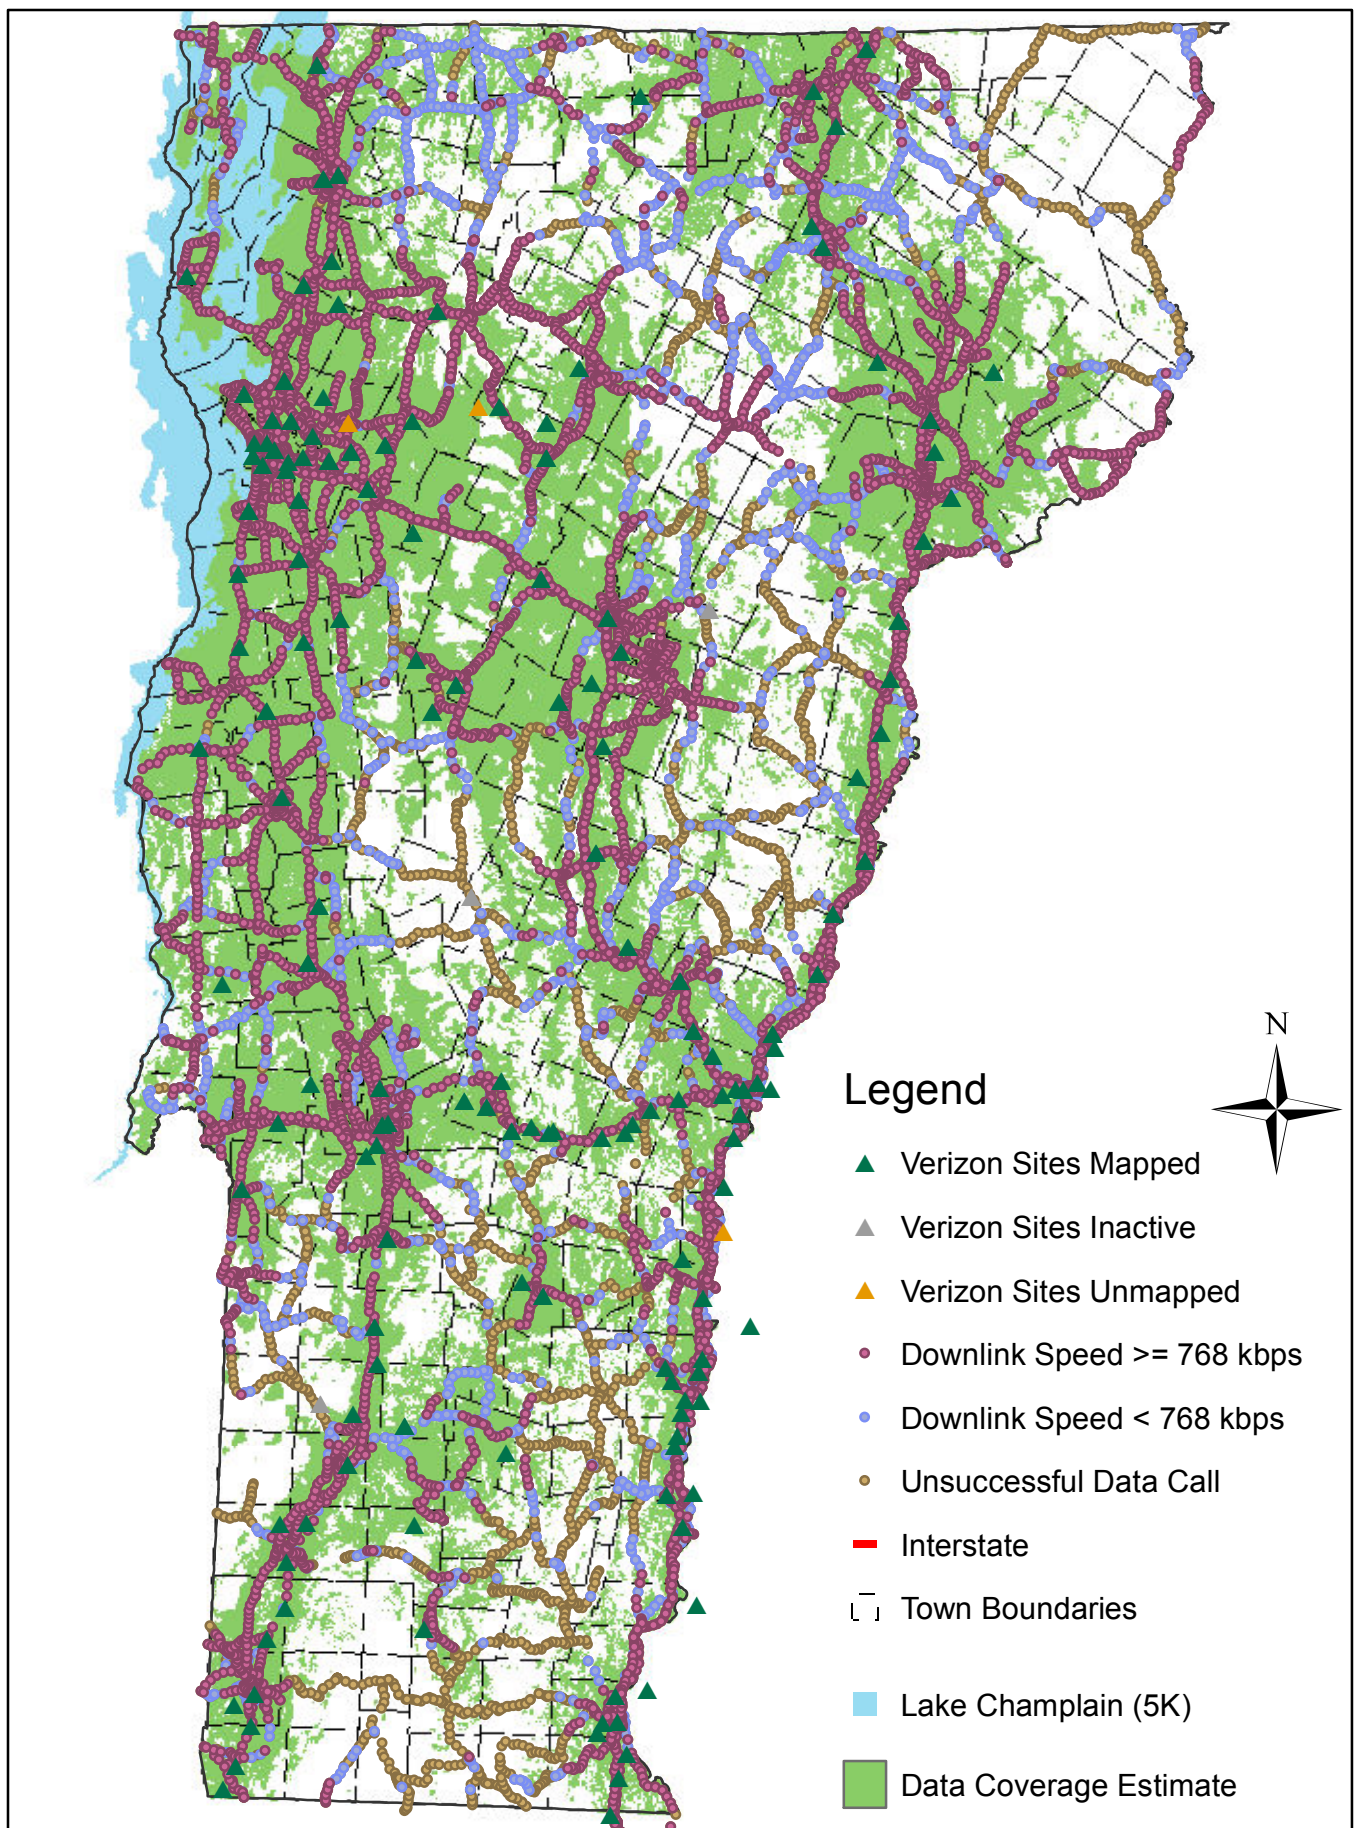 N
Legend
Verizon Sites Mapped
Verizon Sites Inactive
Verizon Sites Unmapped
Downlink Speed >= 768 kbps
Downlink Speed < 768 kbps
Unsuccessful Data Call
Interstate
Town Boundaries
Lake Champlain (5K)
Data Coverage Estimate